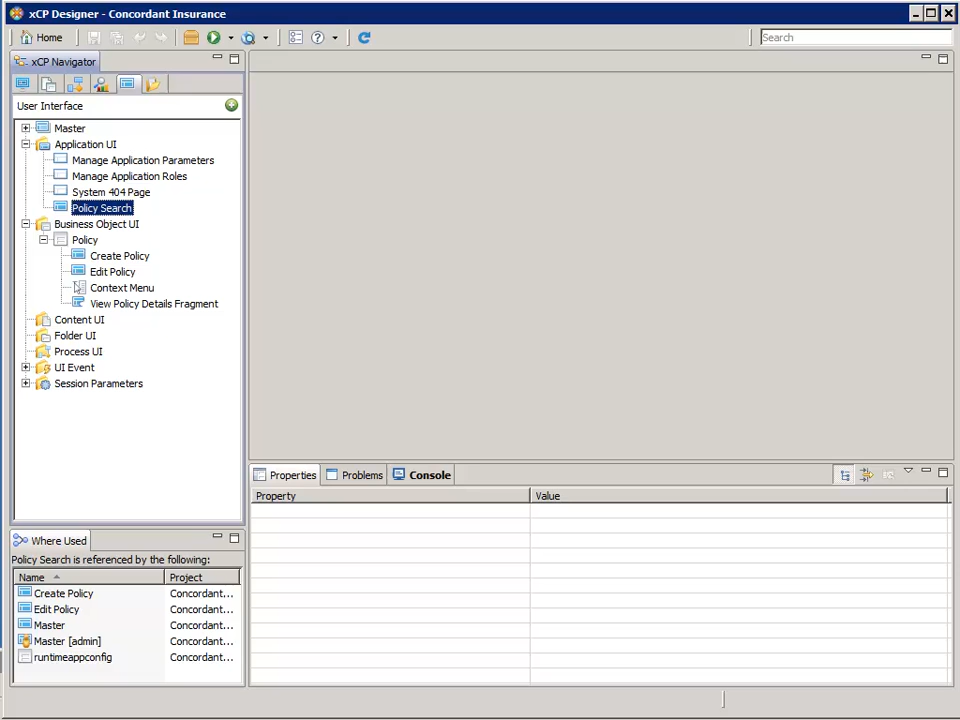 xCP Designer - Concordant Insurance
Home
Search
xCP Navigator
User Interface
Master
Application UI
Manage Application Parameters
Manage Application Roles
System 404 Page
Policy Search
Business Object UI
Policy
Create Policy
Edit Policy
Context Menu
View Policy Details Fragment
Content UI
Folder UI
Process UI
UI Event
Session Parameters
Properties
Problems
Console
Property
Value
Where Used
Policy Search is referenced by the following:
Name
Project
Create Policy
Concordant...
Edit Policy
Concordant...
Master
Concordant...
Master [admin]
Concordant...
runtimeappconfig
Concordant...